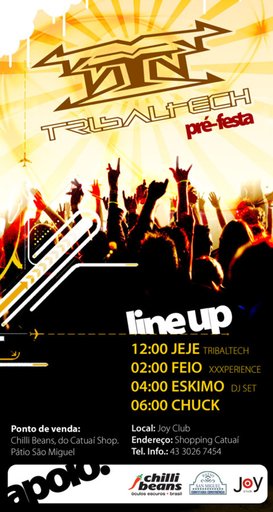 TRIBALTECH
pré-festa
line up
12:00 JEJE TRIBALTECH
02:00 FEIO XXXPERIENCE
04:00 ESKIMO DJ SET
06:00 CHUCK
Ponto de venda:
Chilli Beans, do Catuaí Shop,
Pátio São Miguel
Local: Joy Club
Endereço: Shopping Catuaí
Tel. Info.: 43 3026 7454
apoio:
chilli beans
óculos escuros - brasil
SAN MIGUEL
JOY